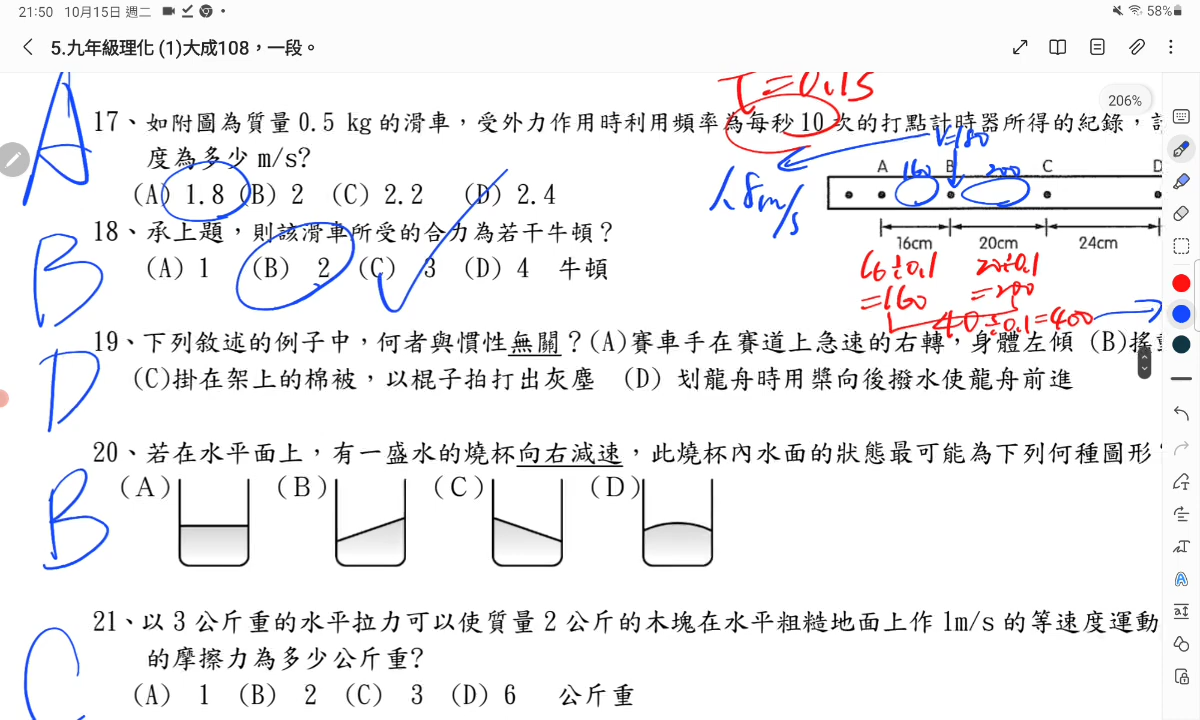 21:50 10月15日 週二
58%
5.九年級理化 (1)大成108，一段。
206%
T=0.1S
A
17、如附圖為質量 0.5 kg 的滑車，受外力作用時利用頻率為每秒 10 次的打點計時器所得的紀錄，
度為多少 m/s?
(A) 1.8 (B) 2 (C) 2.2 (D) 2.4
V=180
1.8m/s
A B C D
160 200
16cm 20cm 24cm
16÷0.1
=160
20÷0.1
=200
40÷0.1=400
B
18、承上題，則該滑車所受的合力為若干牛頓？
(A) 1 (B) 2 (C) 3 (D) 4 牛頓
D
19、下列敘述的例子中，何者與慣性無關？(A)賽車手在賽道上急速的右轉，身體左傾 (B)搖
(C)掛在架上的棉被，以棍子拍打出灰塵 (D) 划龍舟時用槳向後撥水使龍舟前進
B
20、若在水平面上，有一盛水的燒杯向右減速，此燒杯內水面的狀態最可能為下列何種圖形？
(A) (B) (C) (D)
C
21、以 3 公斤重的水平拉力可以使質量 2 公斤的木塊在水平粗糙地面上作 1m/s 的等速度運動
的摩擦力為多少公斤重？
(A) 1 (B) 2 (C) 3 (D) 6 公斤重